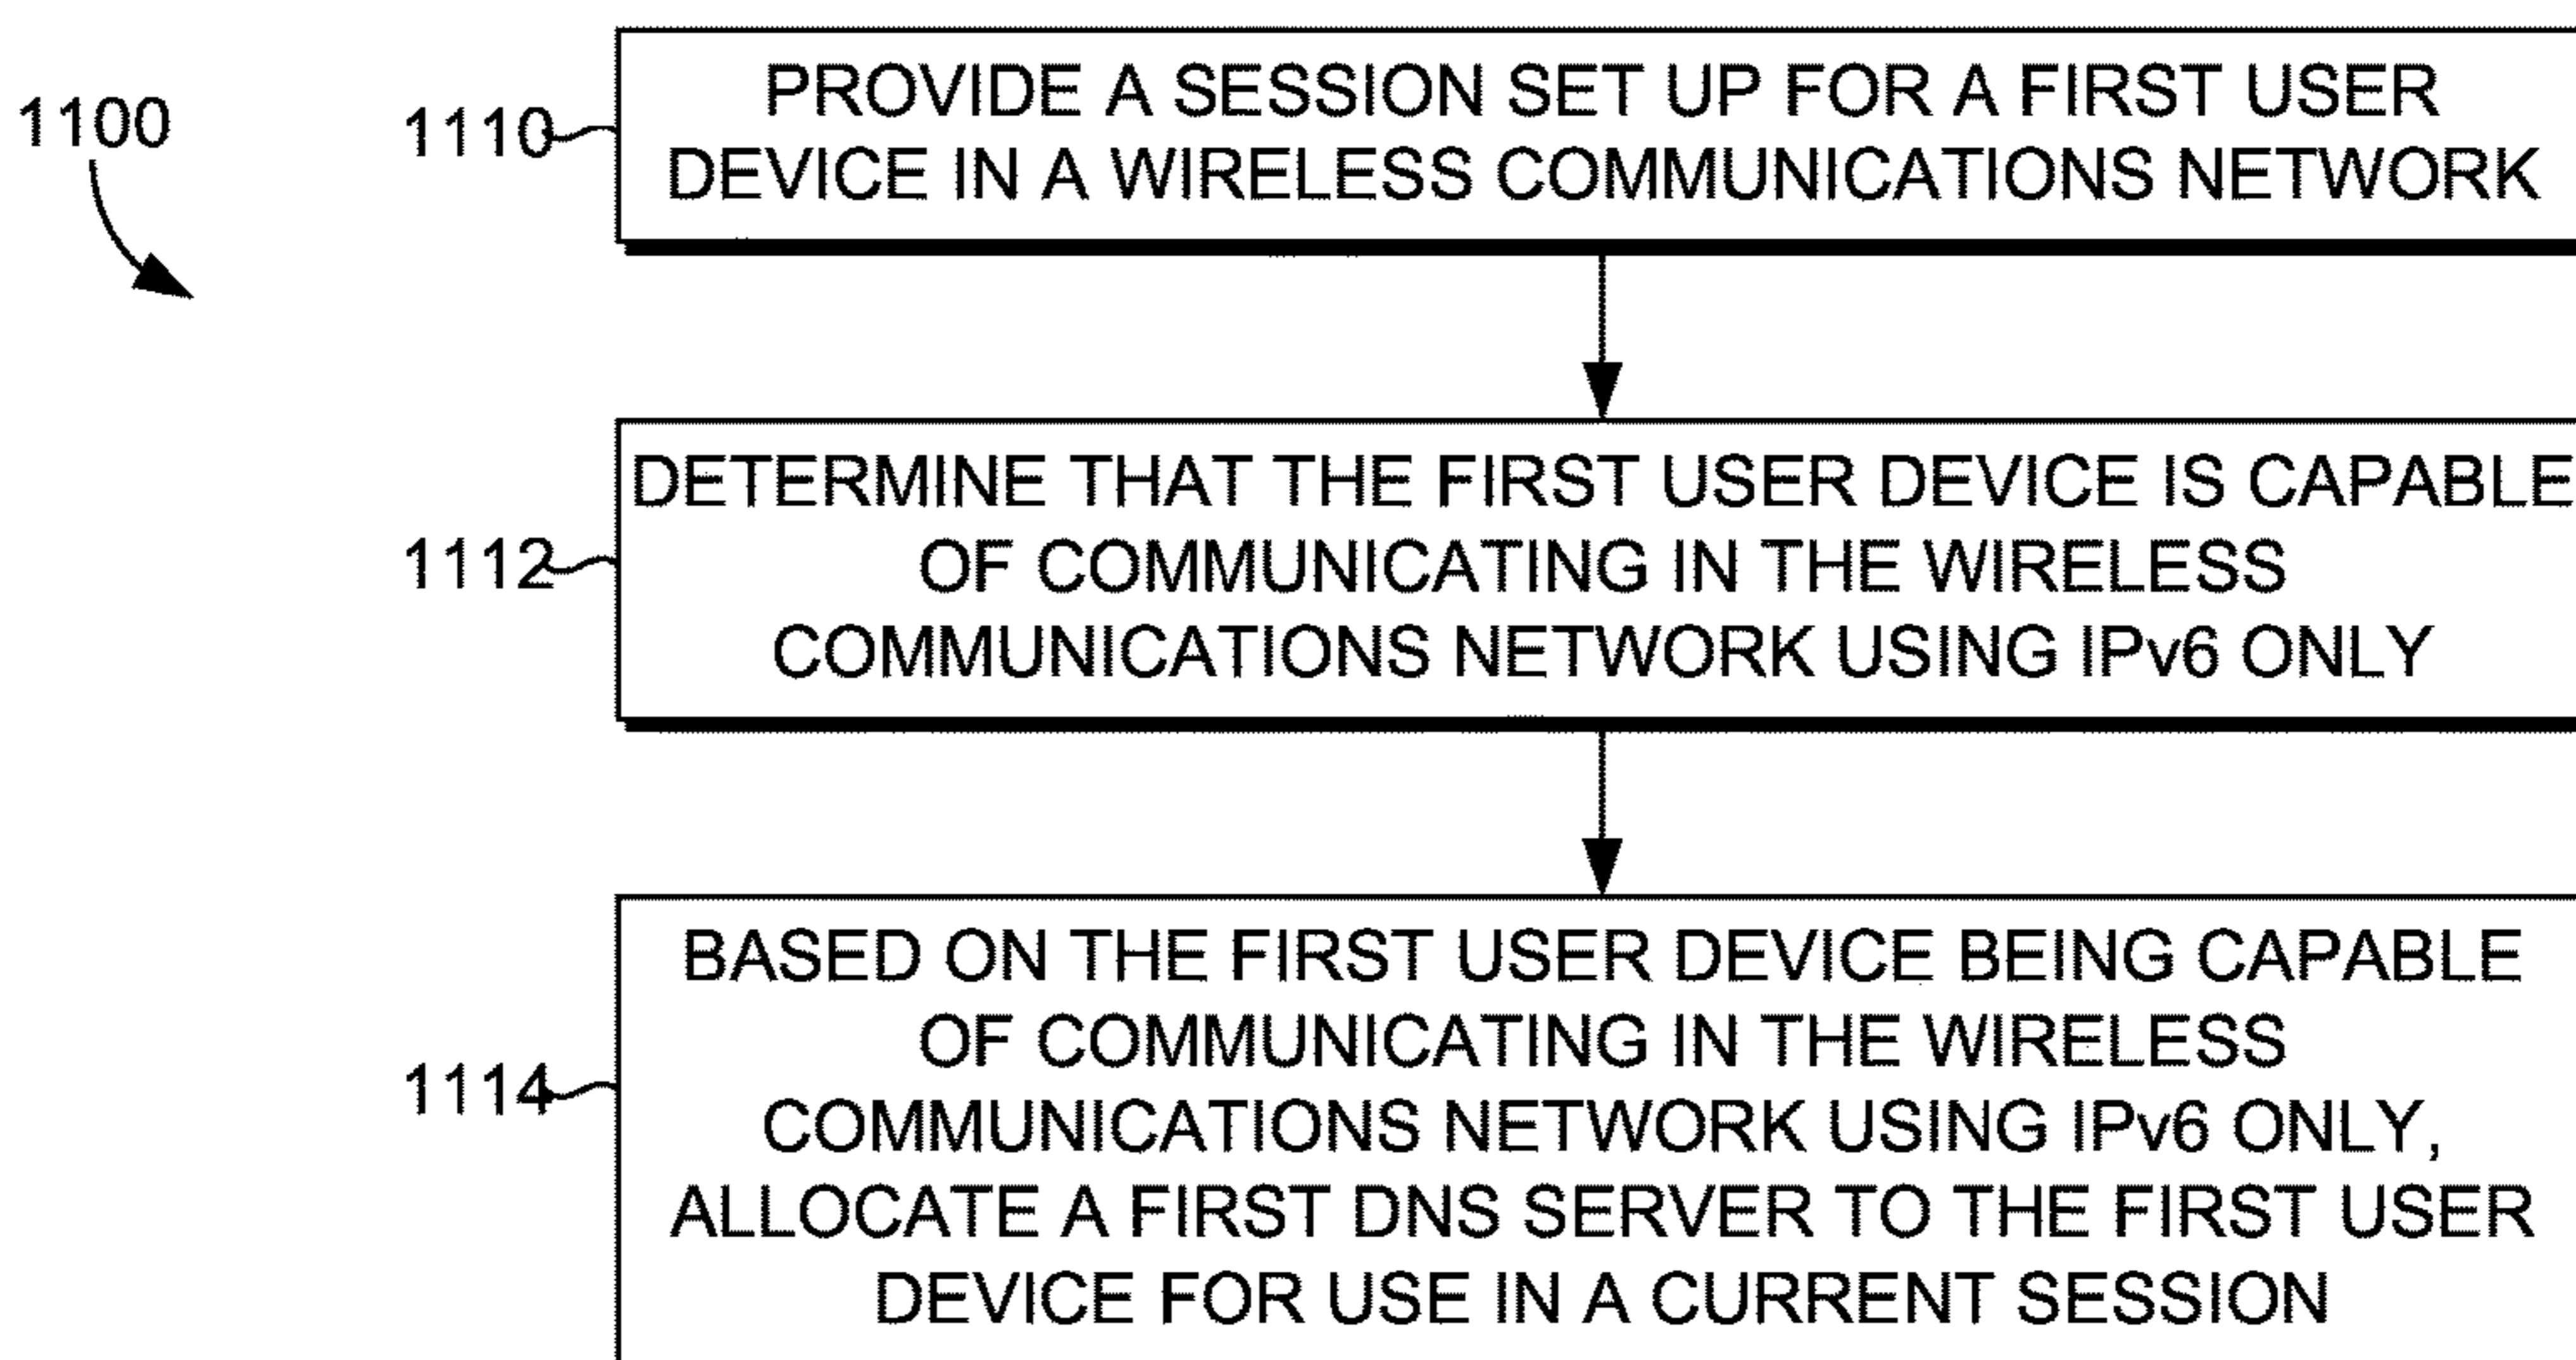 1100
1110
PROVIDE A SESSION SET UP FOR A FIRST USER
DEVICE IN A WIRELESS COMMUNICATIONS NETWORK
1112
DETERMINE THAT THE FIRST USER DEVICE IS CAPABLE
OF COMMUNICATING IN THE WIRELESS
COMMUNICATIONS NETWORK USING IPv6 ONLY
1114
BASED ON THE FIRST USER DEVICE BEING CAPABLE
OF COMMUNICATING IN THE WIRELESS
COMMUNICATIONS NETWORK USING IPv6 ONLY,
ALLOCATE A FIRST DNS SERVER TO THE FIRST USER
DEVICE FOR USE IN A CURRENT SESSION